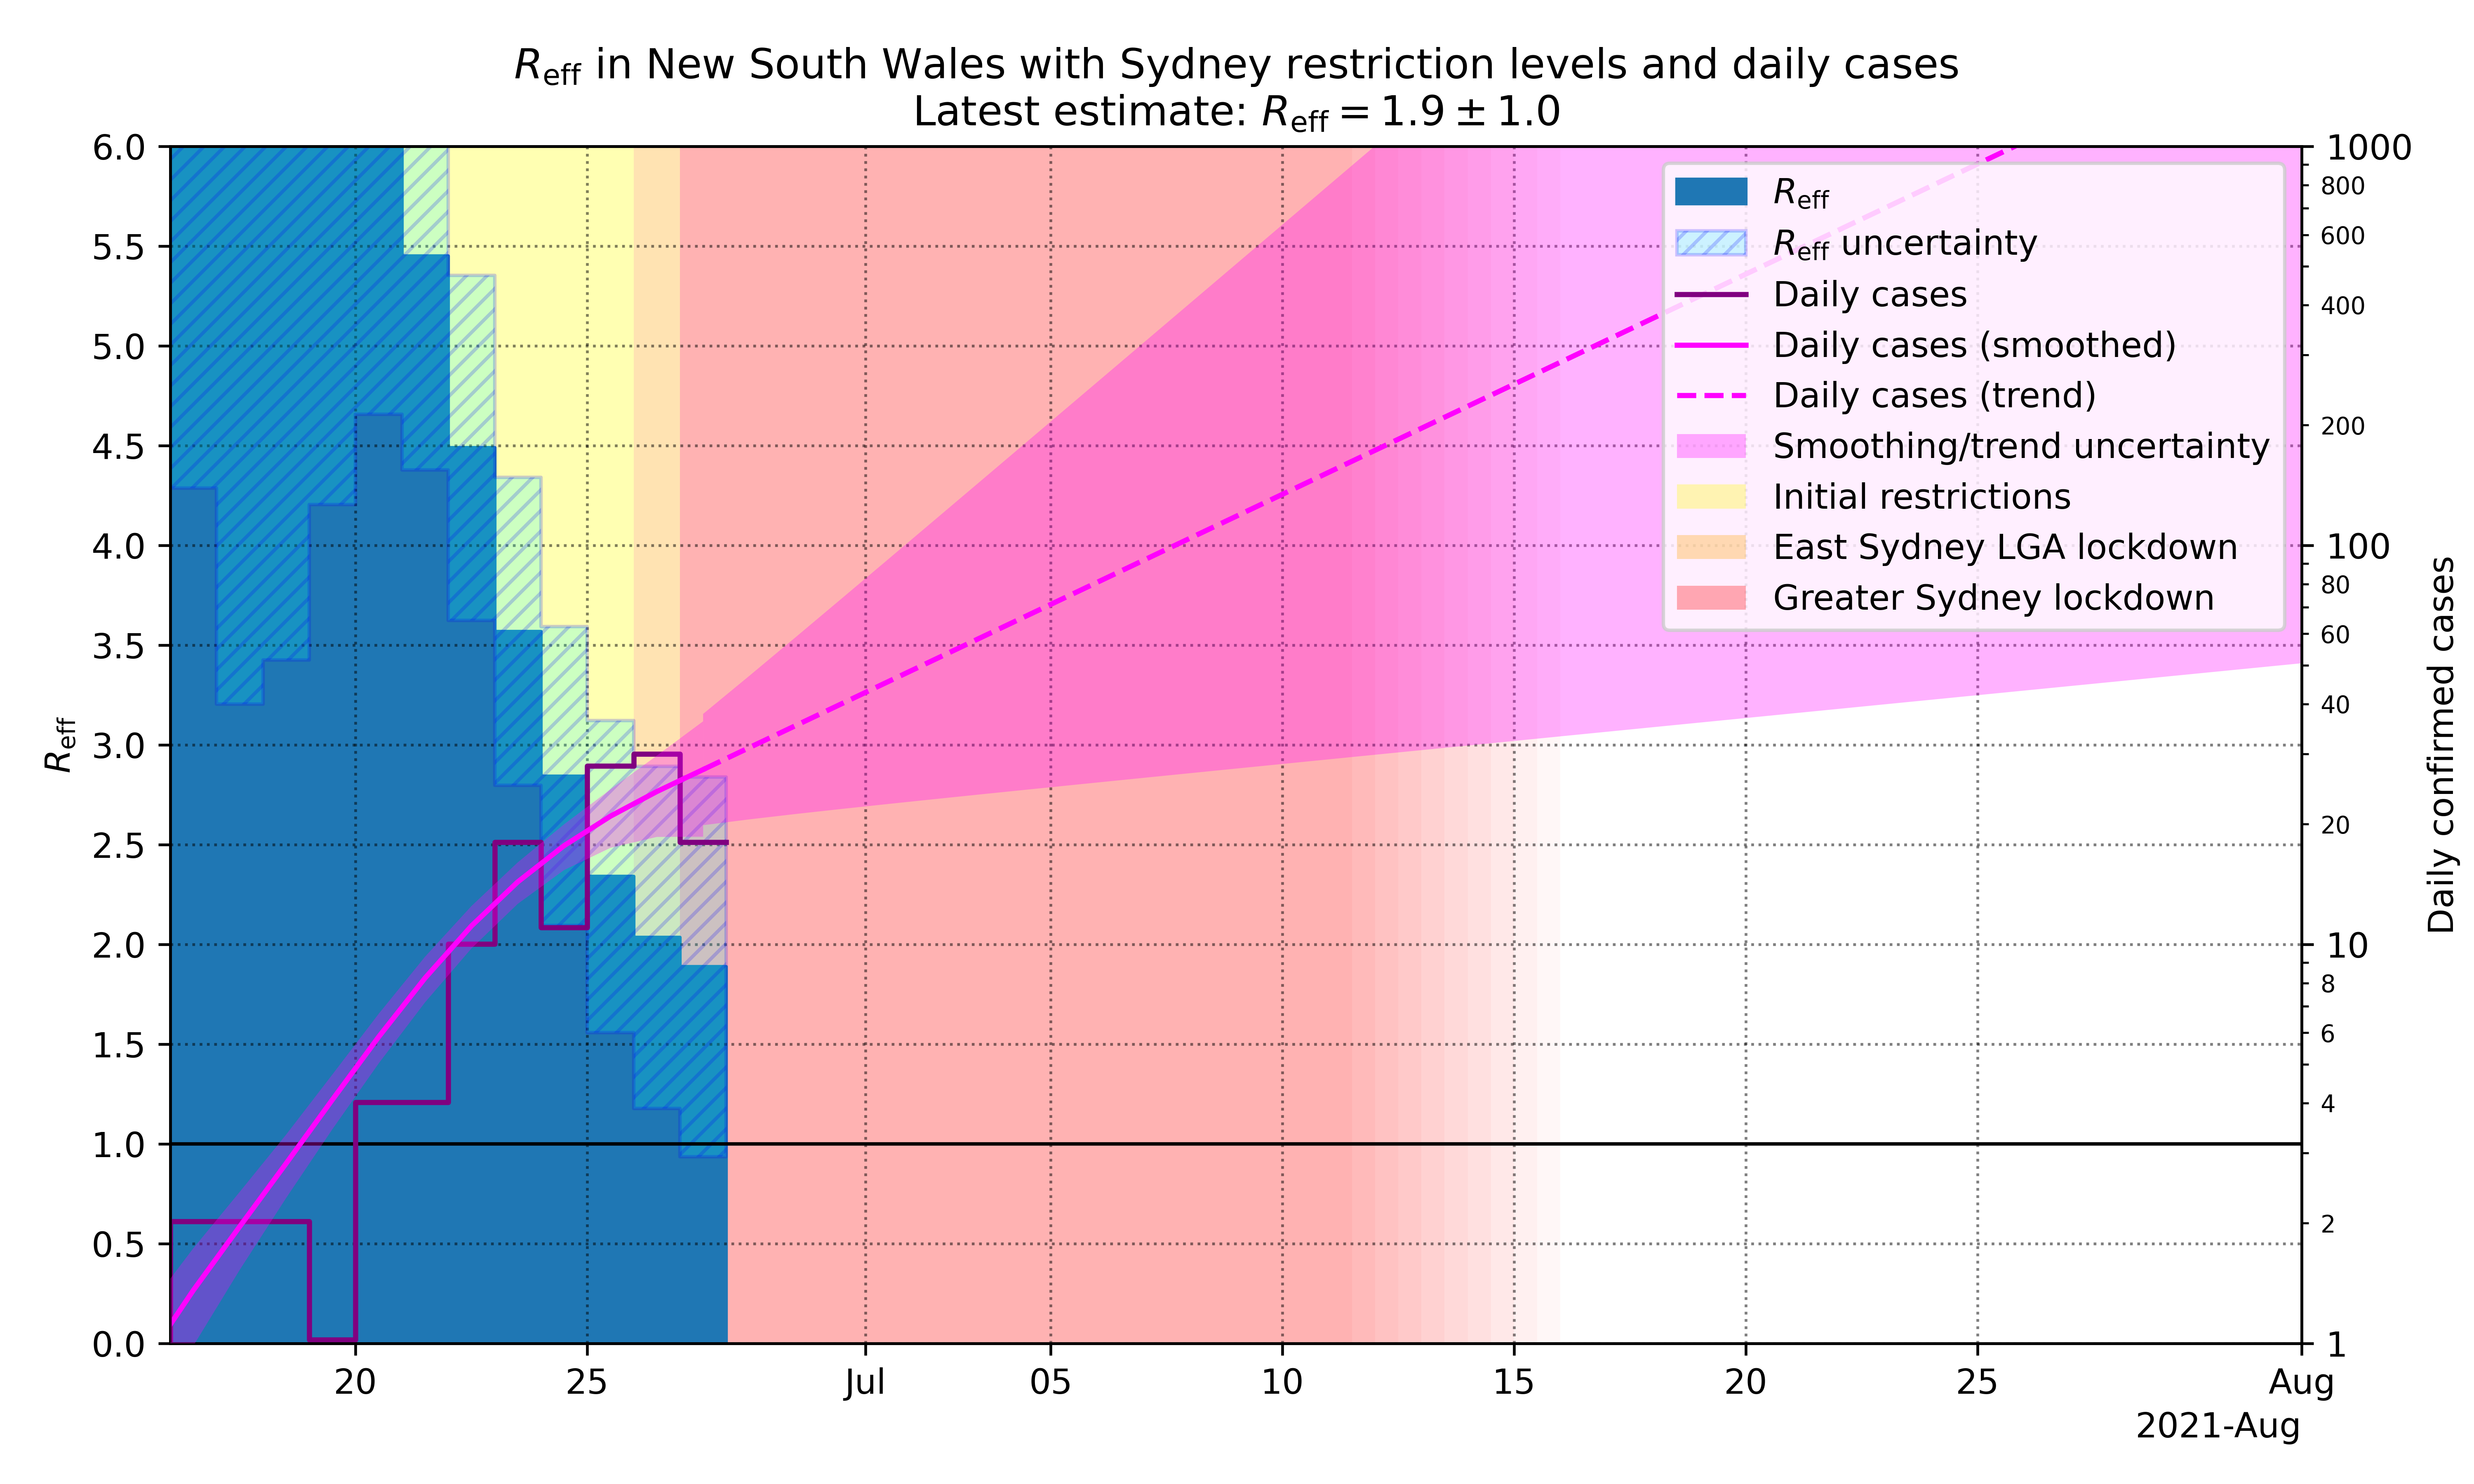 R_eff in New South Wales with Sydney restriction levels and daily cases
Latest estimate: R_eff = 1.9 ± 1.0
R_eff
6.0
5.5
5.0
4.5
4.0
3.5
3.0
2.5
2.0
1.5
1.0
0.5
0.0
R_eff
R_eff uncertainty
Daily cases
Daily cases (smoothed)
Daily cases (trend)
Smoothing/trend uncertainty
Initial restrictions
East Sydney LGA lockdown
Greater Sydney lockdown
1000
800
600
400
200
100
80
60
40
20
10
8
6
4
2
1
Daily confirmed cases
20 25 Jul 05 10 15 20 25 Aug
2021-Aug